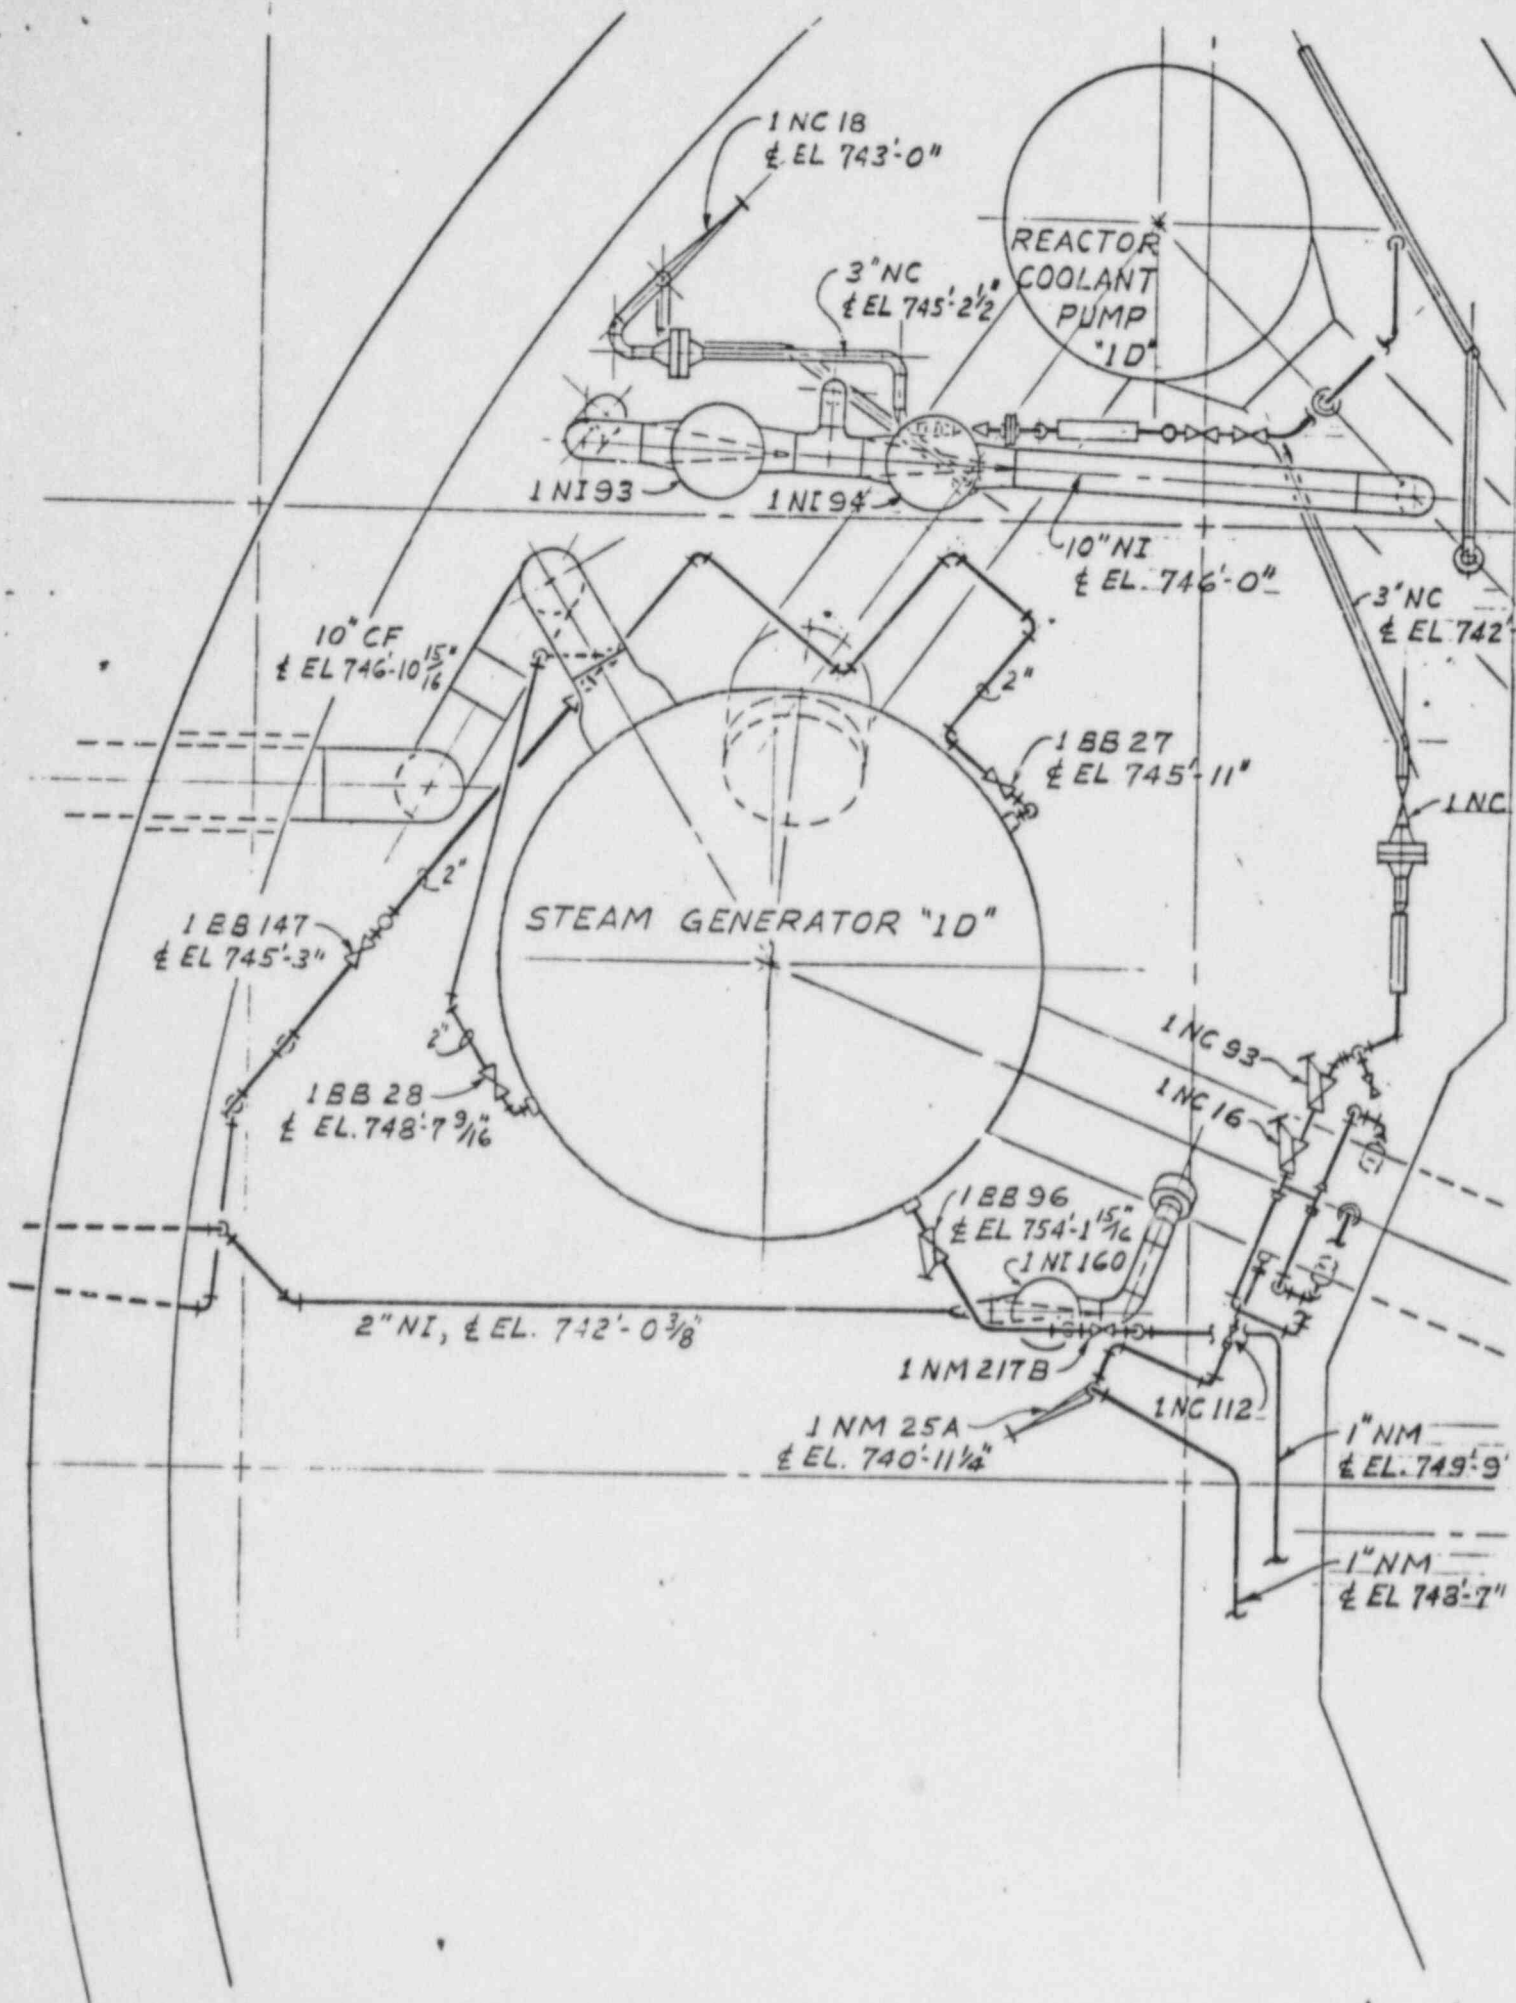 1 NC 18
℄ EL 743'-0"
3" NC
℄ EL 745'-2½"
REACTOR
COOLANT
PUMP
"1D"
1 NI 93
1 NI 94
10" NI
℄ EL. 746'-0"
3" NC
℄ EL 742'-
10" CF
℄ EL 746'-10 15/16"
2"
1 BB 27
℄ EL 745'-11"
1 NC
2"
1 BB 147
℄ EL 745'-3"
STEAM GENERATOR "1D"
2"
1 BB 28
℄ EL. 748'-7 9/16"
1 NC 93
1 NC 16
1 BB 96
℄ EL 754'-1 15/16"
1 NI 160
2" NI, ℄ EL. 742'-0 3/8"
1 NM 217B
1 NC 112
1 NM 25A
℄ EL. 740'-11¼"
1" NM
℄ EL. 749'-9"
1" NM
℄ EL 748'-7"